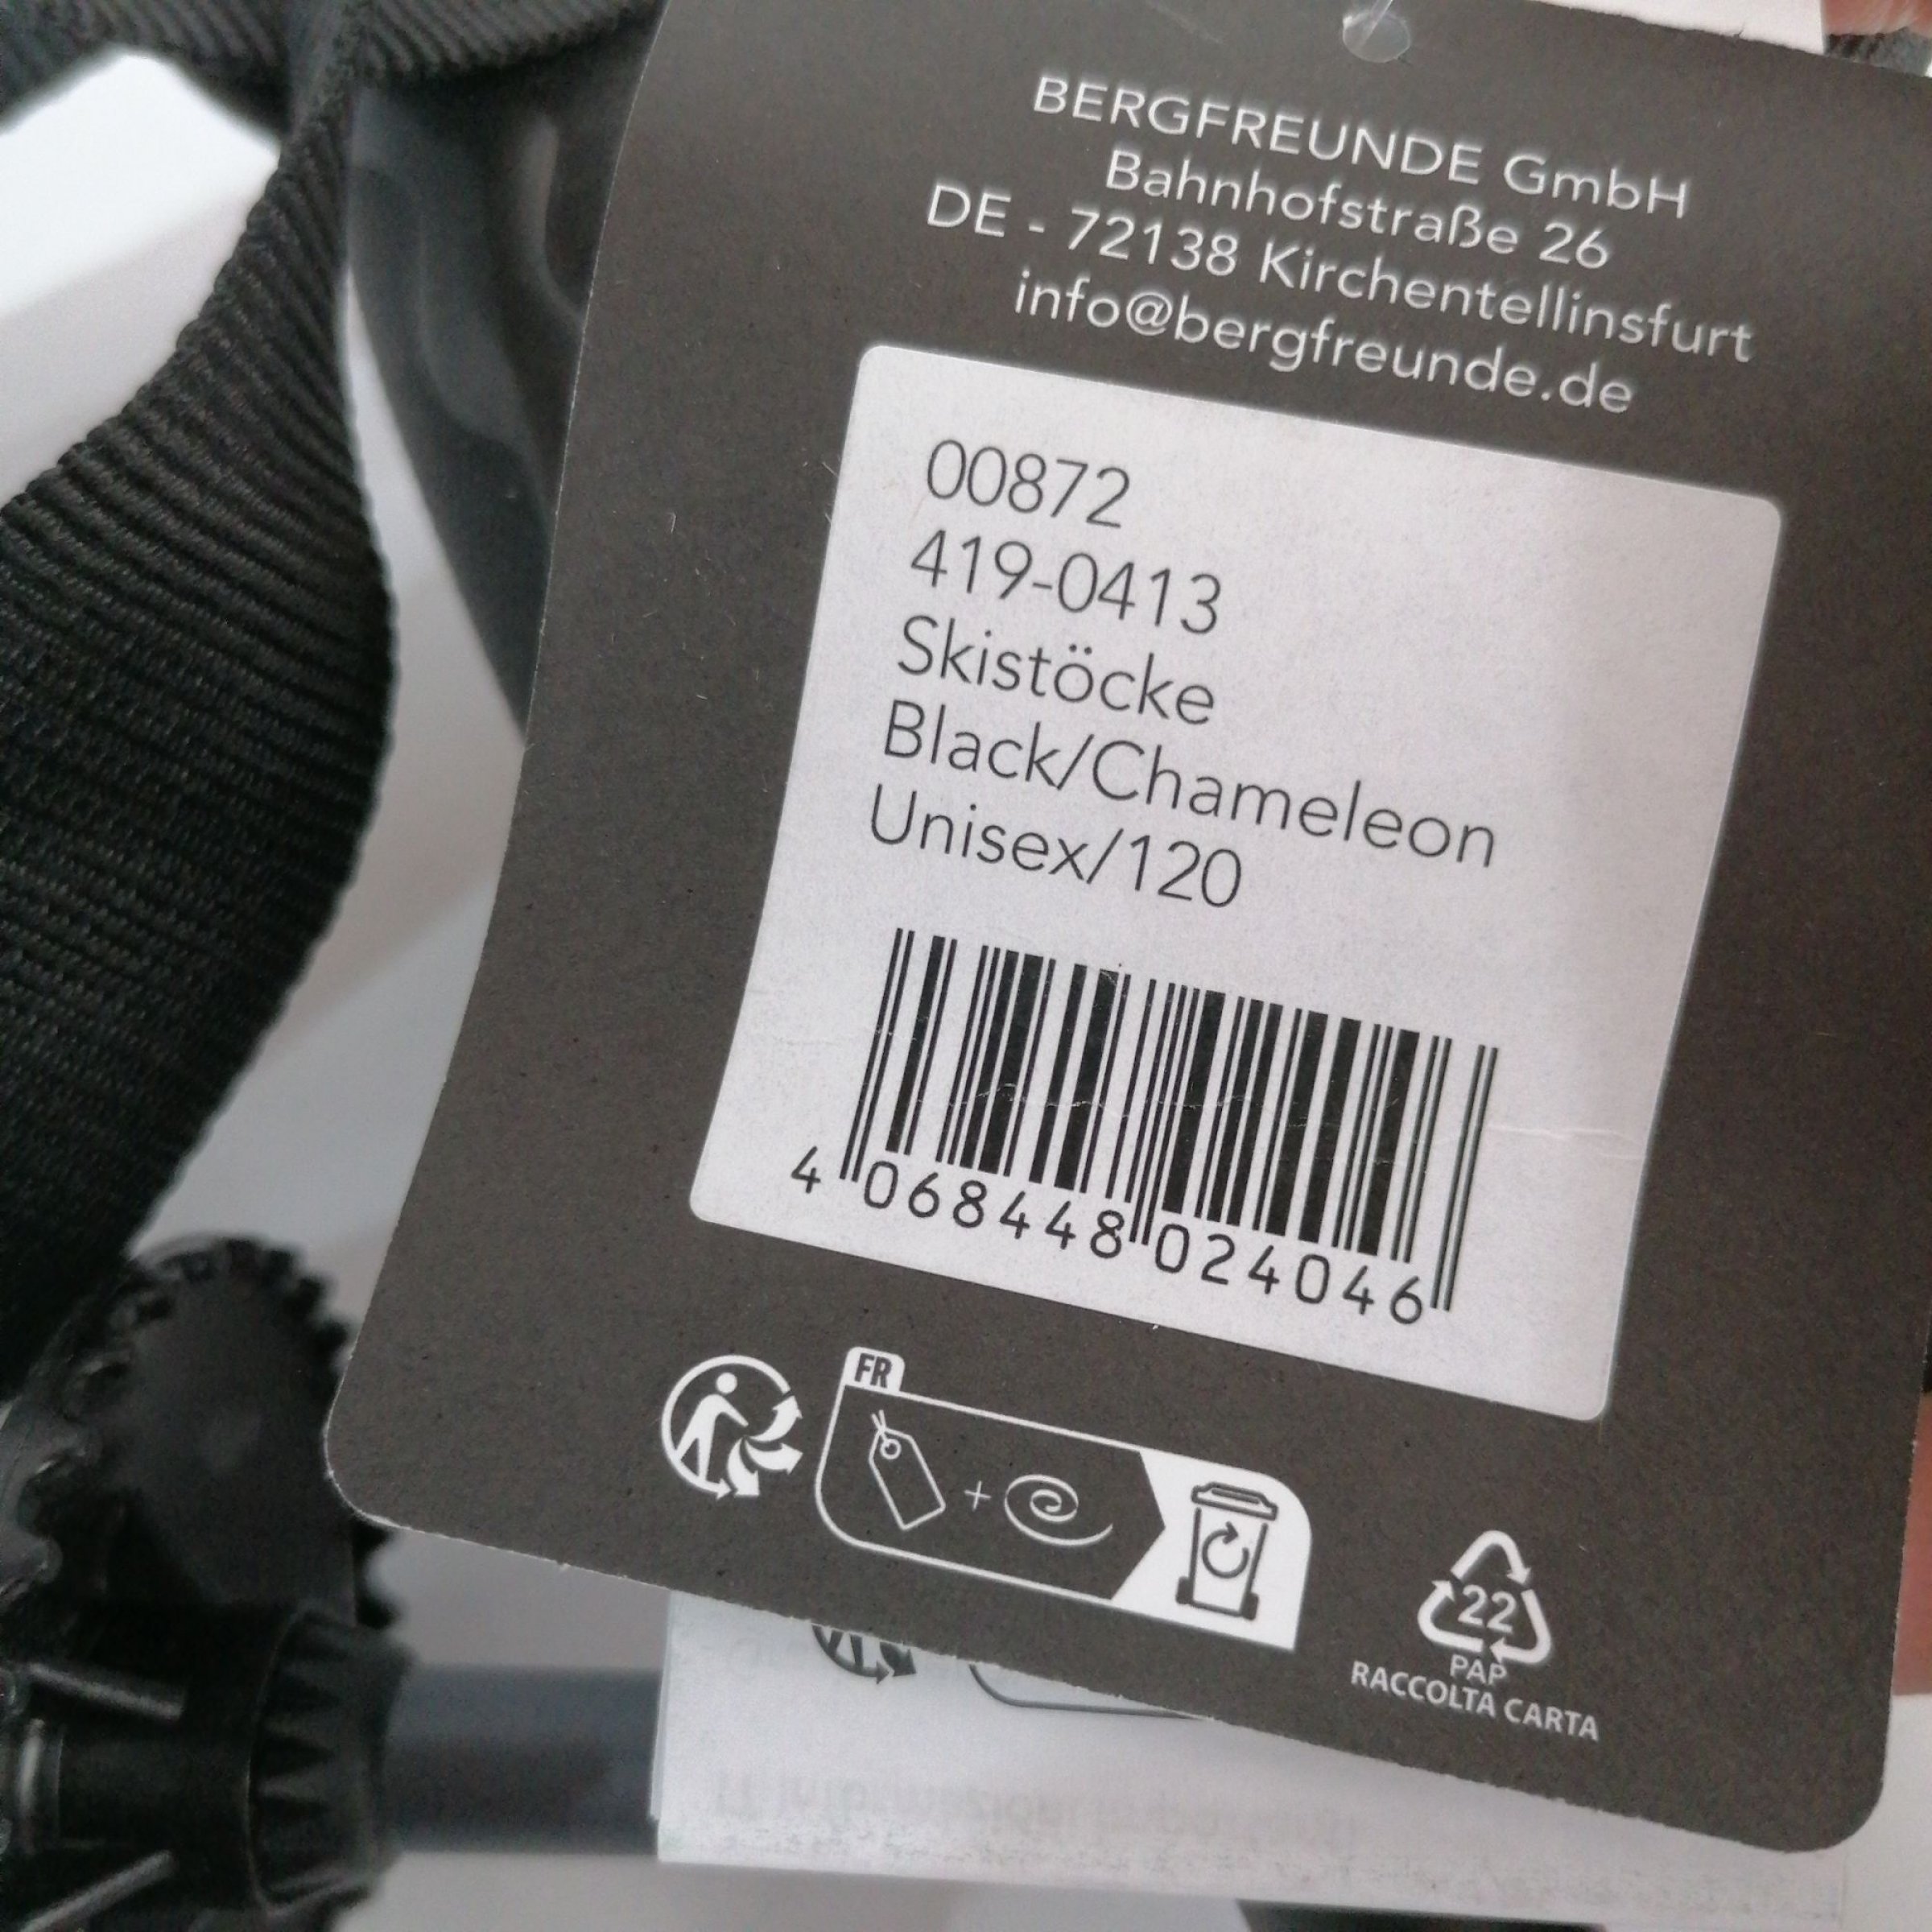 BERGFREUNDE GmbH
Bahnhofstraße 26
DE - 72138 Kirchentellinsfurt
info@bergfreunde.de
00872
419-0413
Skistöcke
Black/Chameleon
Unisex/120
4 068448 024046
FR
+
22
PAP
RACCOLTA CARTA